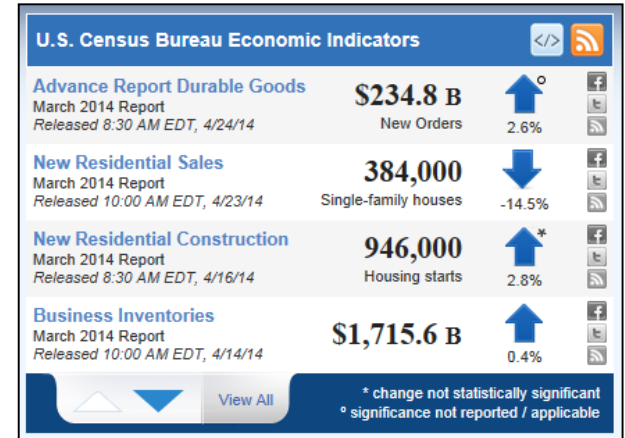 U.S. Census Bureau Economic Indicators
</>
Advance Report Durable Goods
March 2014 Report
Released 8:30 AM EDT, 4/24/14
$234.8 B
New Orders
o
2.6%
f
t
New Residential Sales
March 2014 Report
Released 10:00 AM EDT, 4/23/14
384,000
Single-family houses
-14.5%
f
t
New Residential Construction
March 2014 Report
Released 8:30 AM EDT, 4/16/14
946,000
Housing starts
*
2.8%
f
t
Business Inventories
March 2014 Report
Released 10:00 AM EDT, 4/14/14
$1,715.6 B
0.4%
f
t
View All
* change not statistically significant
º significance not reported / applicable